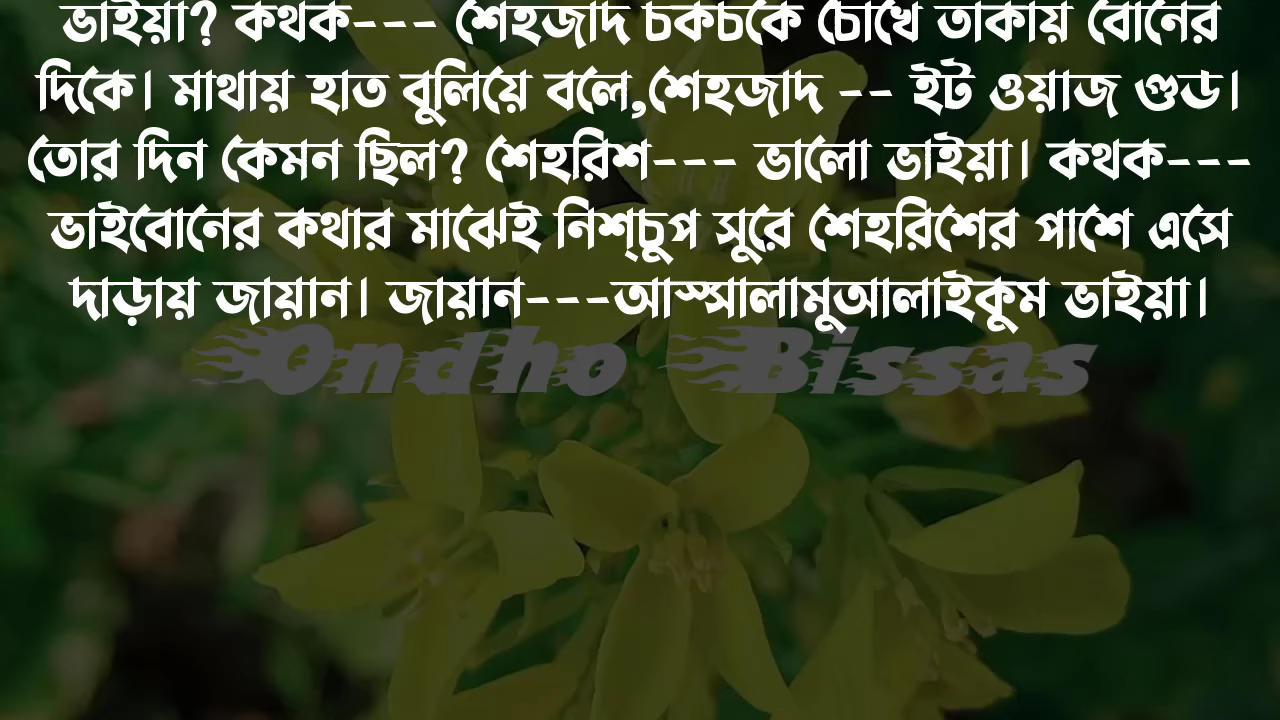 ভাইয়া? কথক--- শেহজাদ চকচকে চোখে তাকায় বোনের
দিকে। মাথায় হাত বুলিয়ে বলে,শেহজাদ -- ইট ওয়াজ গুড।
তোর দিন কেমন ছিল? শেহরিশ--- ভালো ভাইয়া। কথক---
ভাইবোনের কথার মাঝেই নিশ্চুপ সুরে শেহরিশের পাশে এসে
দাড়ায় জায়ান। জায়ান---আস্সালামুআলাইকুম ভাইয়া।
Ondho Bissas